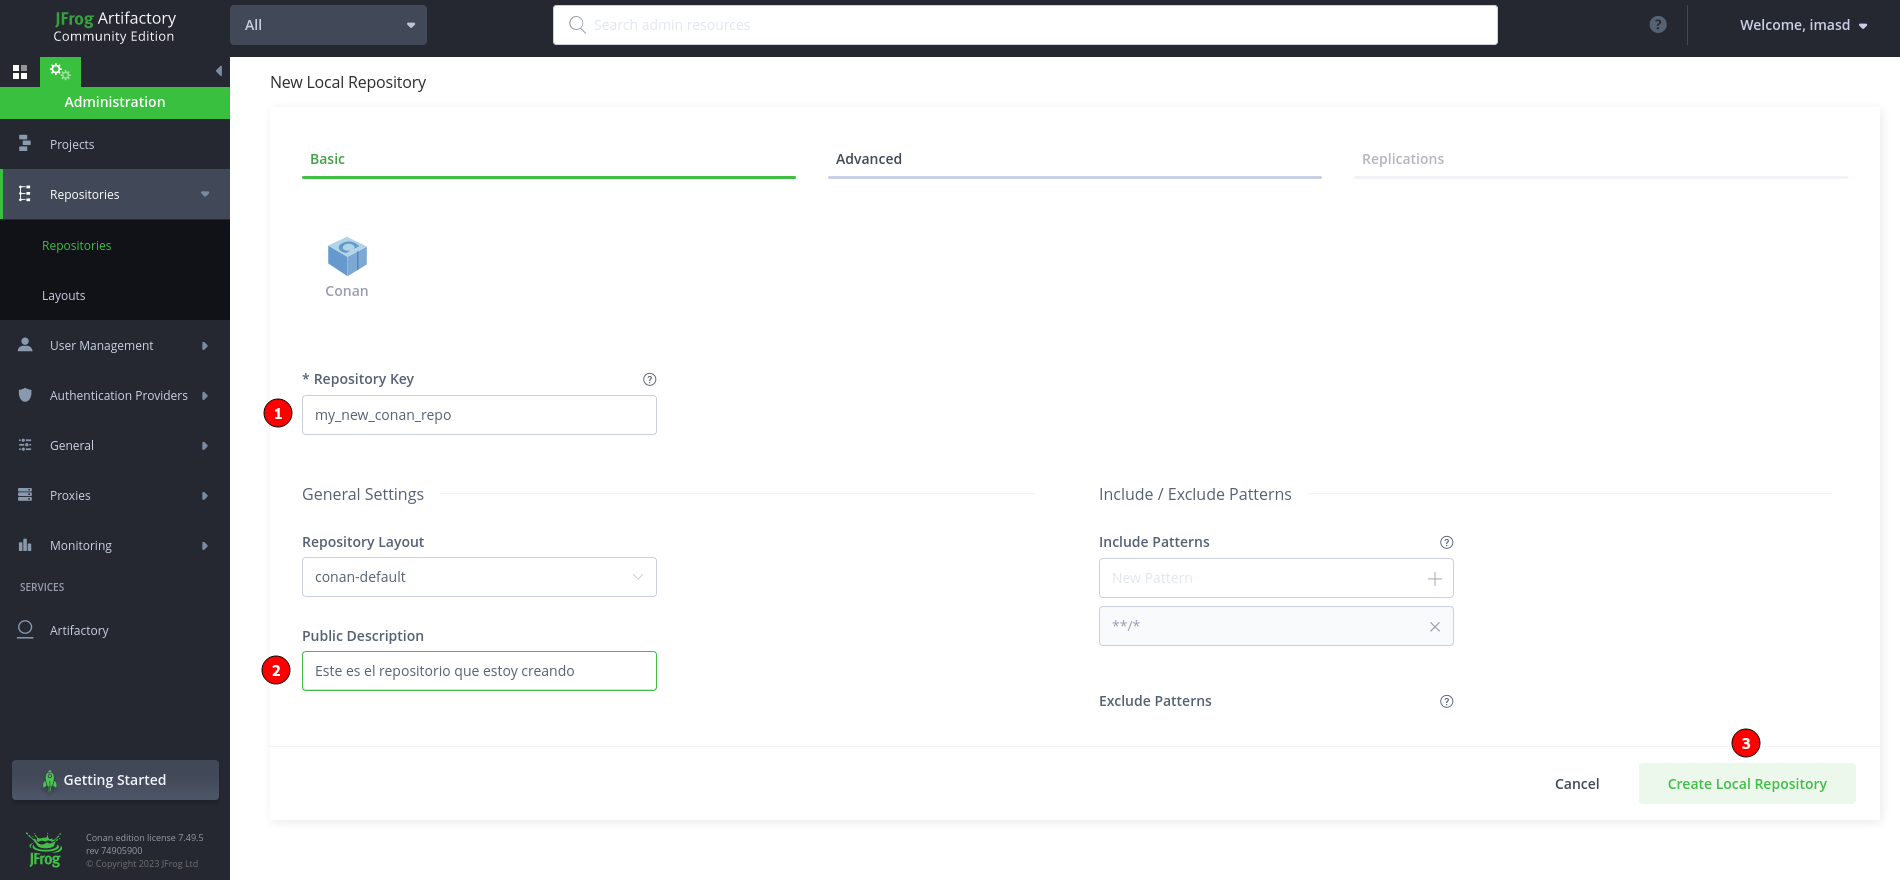 JFrog Artifactory
Community Edition
All
Search admin resources
?
Welcome, imasd
Administration
Projects
Repositories
Repositories
Layouts
User Management
Authentication Providers
General
Proxies
Monitoring
SERVICES
Artifactory
Getting Started
JFrog
Conan edition license 7.49.5
rev 74905900
© Copyright 2023 JFrog Ltd
New Local Repository
Basic
Advanced
Replications
Conan
* Repository Key
?
1
my_new_conan_repo
General Settings
Repository Layout
conan-default
Public Description
2
Este es el repositorio que estoy creando
Include / Exclude Patterns
Include Patterns
?
New Pattern
**/*
Exclude Patterns
?
3
Cancel
Create Local Repository